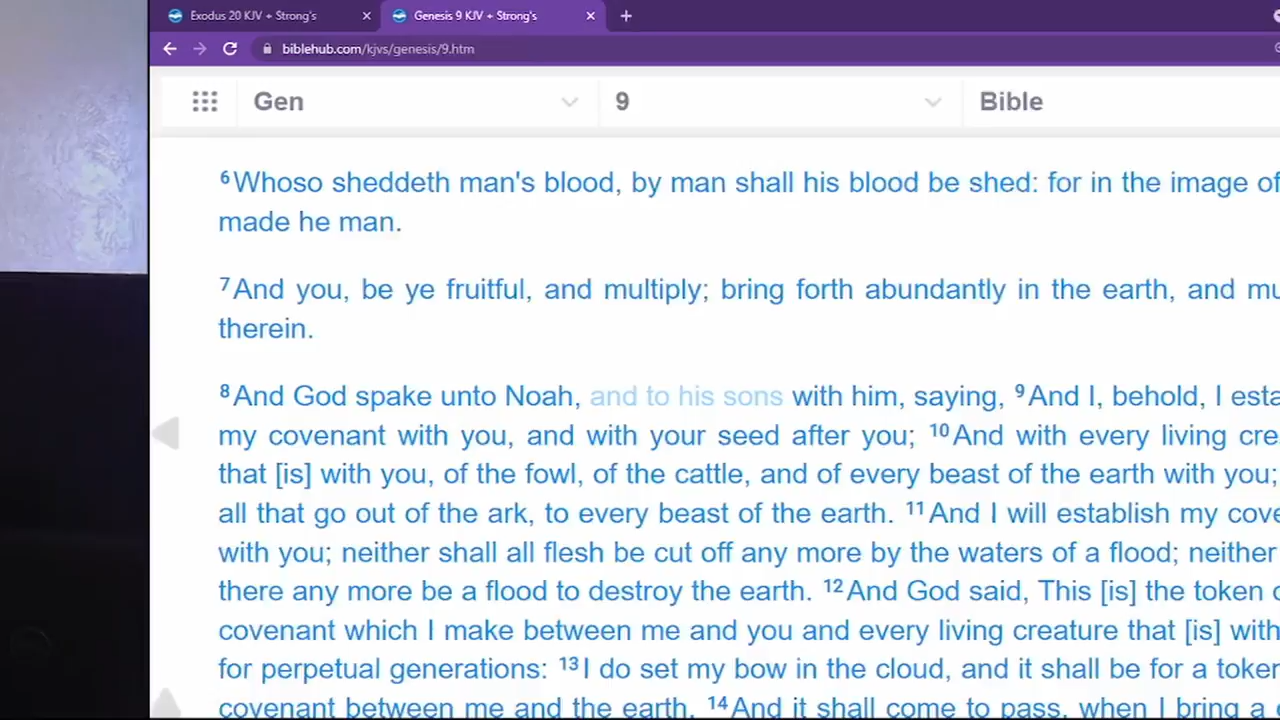 Exodus 20 KJV + Strong's
Genesis 9 KJV + Strong's
biblehub.com/kjvs/genesis/9.htm
Gen 9 Bible
6Whoso sheddeth man's blood, by man shall his blood be shed: for in the image of
made he man.
7And you, be ye fruitful, and multiply; bring forth abundantly in the earth, and mu
therein.
8And God spake unto Noah, and to his sons with him, saying, 9And I, behold, I esta
my covenant with you, and with your seed after you; 10And with every living cre
that [is] with you, of the fowl, of the cattle, and of every beast of the earth with you;
all that go out of the ark, to every beast of the earth. 11And I will establish my cove
with you; neither shall all flesh be cut off any more by the waters of a flood; neither
there any more be a flood to destroy the earth. 12And God said, This [is] the token o
covenant which I make between me and you and every living creature that [is] with
for perpetual generations: 13I do set my bow in the cloud, and it shall be for a token
covenant between me and the earth. 14And it shall come to pass, when I bring a c